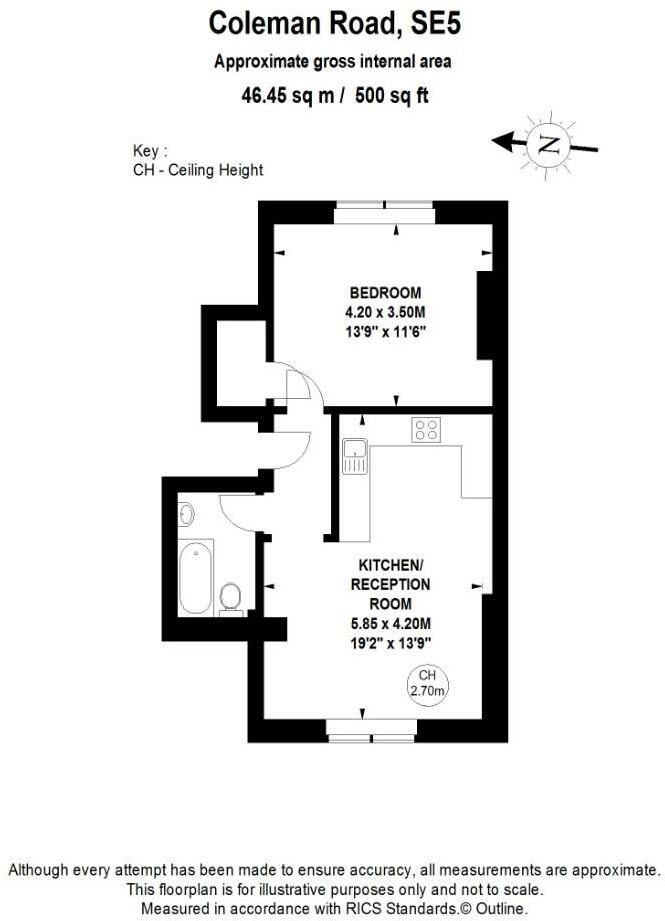 Coleman Road, SE5
Approximate gross internal area
46.45 sq m / 500 sq ft
N
Key :
CH - Ceiling Height
BEDROOM
4.20 x 3.50M
13'9" x 11'6"
KITCHEN/
RECEPTION
ROOM
5.85 x 4.20M
19'2" x 13'9"
CH
2.70m
Although every attempt has been made to ensure accuracy, all measurements are approximate.
This floorplan is for illustrative purposes only and not to scale.
Measured in accordance with RICS Standards.© Outline.